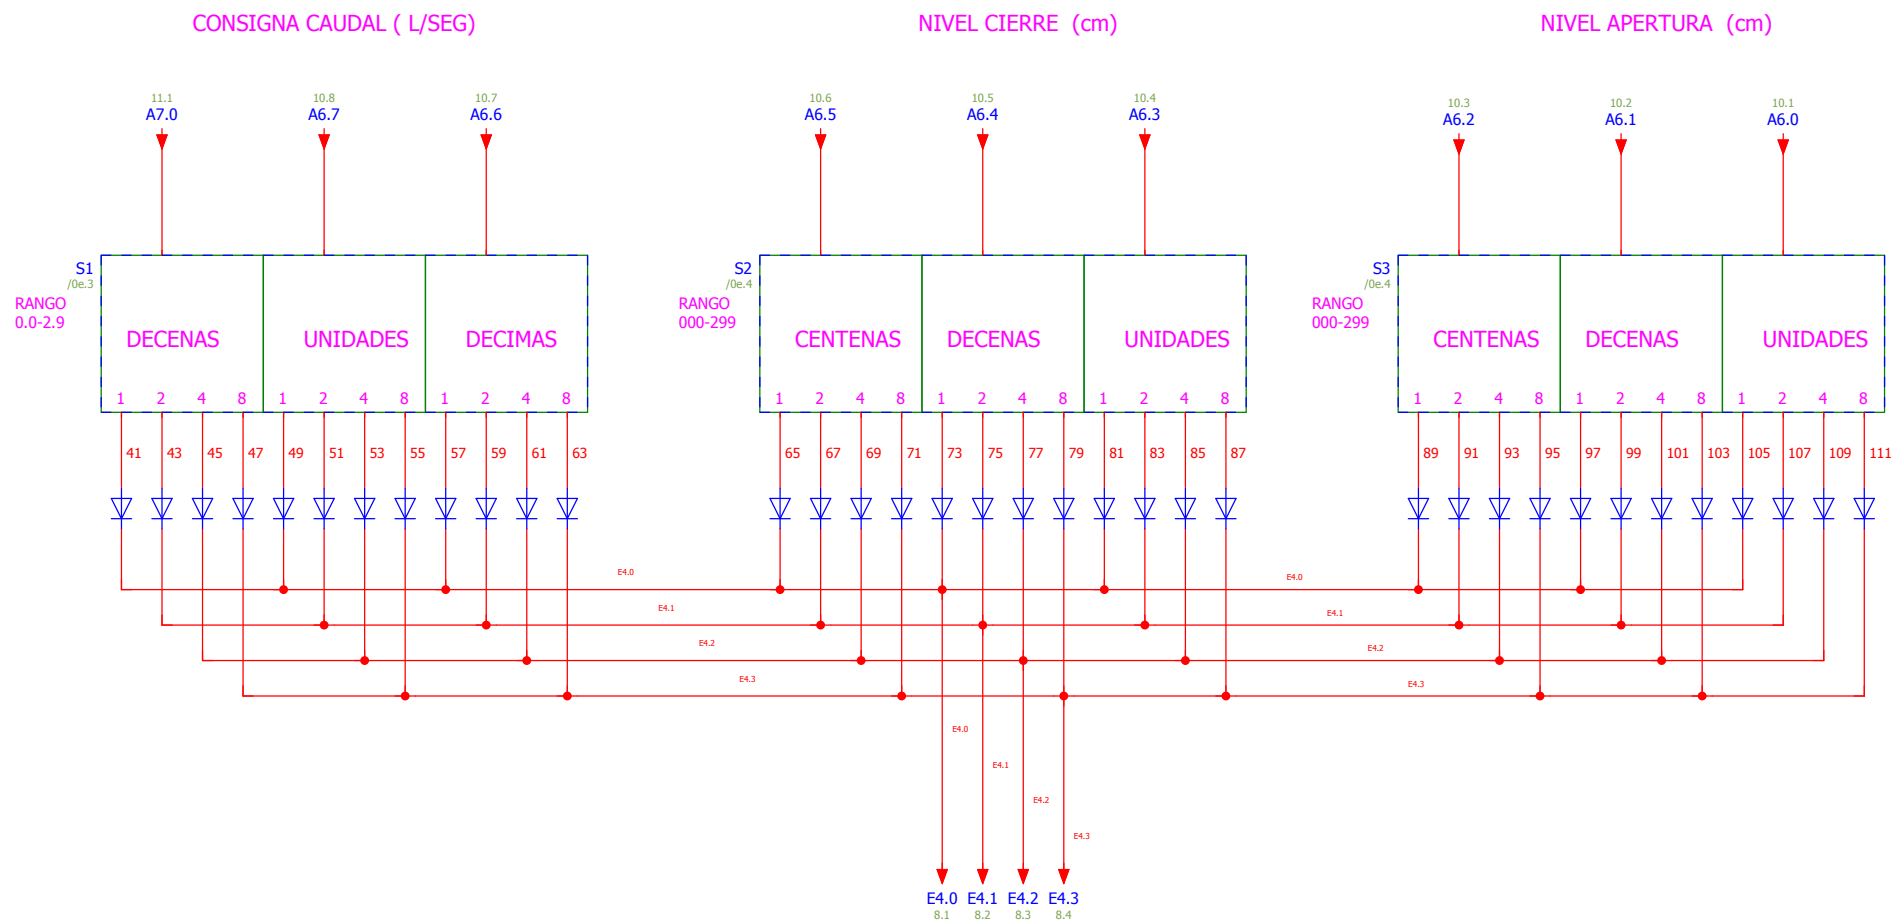 CONSIGNA CAUDAL ( L/SEG) NIVEL CIERRE (cm) NIVEL APERTURA (cm)
11.1 10.8 10.7 10.6 10.5 10.4 10.3 10.2 10.1
A7.0 A6.7 A6.6 A6.5 A6.4 A6.3 A6.2 A6.1 A6.0
S1 S2 S3
/0e.3 /0e.4 /0e.4
RANGO RANGO RANGO
0.0-2.9 000-299 000-299
DECENAS UNIDADES DECIMAS CENTENAS DECENAS UNIDADES CENTENAS DECENAS UNIDADES
1 2 4 8 1 2 4 8 1 2 4 8 1 2 4 8 1 2 4 8 1 2 4 8 1 2 4 8 1 2 4 8 1 2 4 8
41 43 45 47 49 51 53 55 57 59 61 63 65 67 69 71 73 75 77 79 81 83 85 87 89 91 93 95 97 99 101 103 105 107 109 111
E4.0 E4.0
E4.1 E4.1
E4.2 E4.2
E4.3 E4.3
E4.0
E4.1
E4.2
E4.3
E4.0 E4.1 E4.2 E4.3
8.1 8.2 8.3 8.4